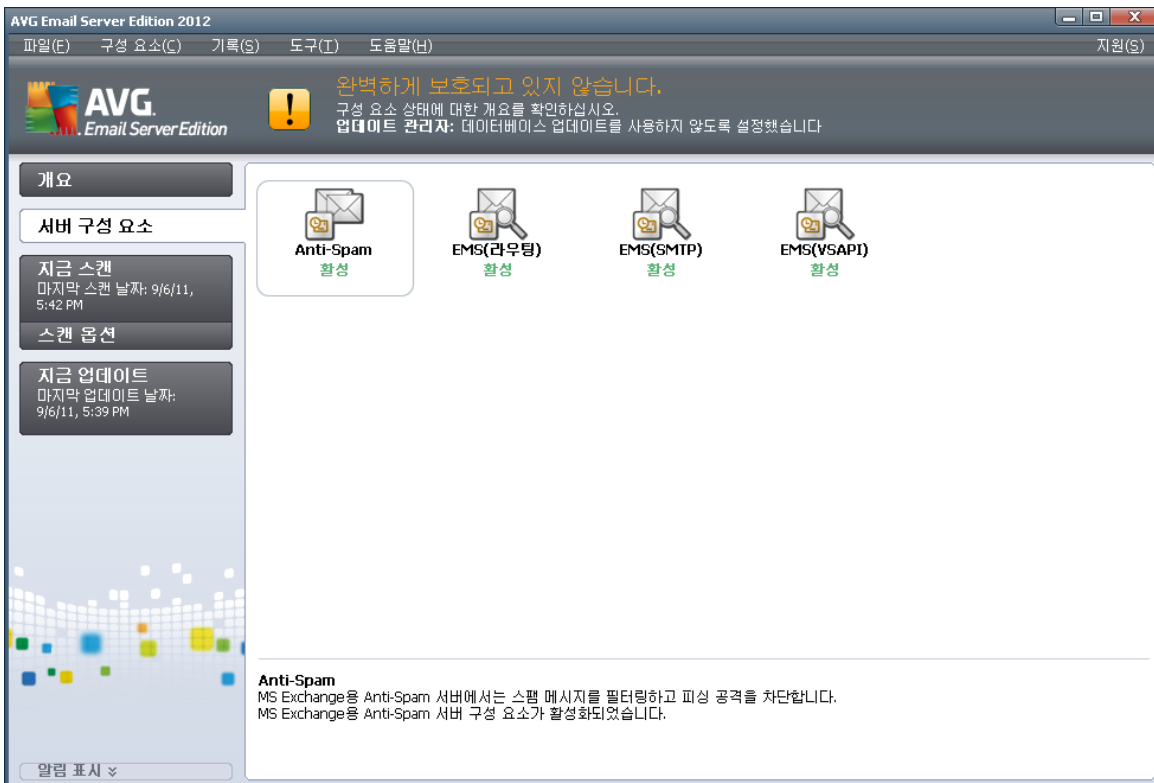 AVG Email Server Edition 2012
파일(F) 구성 요소(C) 기록(S) 도구(T) 도움말(H) 지원(S)
AVG.
Email Server Edition
완벽하게 보호되고 있지 않습니다.
구성 요소 상태에 대한 개요를 확인하십시오.
업데이트 관리자: 데이터베이스 업데이트를 사용하지 않도록 설정했습니다
개요
서버 구성 요소
지금 스캔
마지막 스캔 날짜: 9/6/11,
5:42 PM
스캔 옵션
지금 업데이트
마지막 업데이트 날짜:
9/6/11, 5:39 PM
알림 표시
Anti-Spam
활성
EMS(라우팅)
활성
EMS(SMTP)
활성
EMS(VSAPI)
활성
Anti-Spam
MS Exchange용 Anti-Spam 서버에서는 스팸 메시지를 필터링하고 피싱 공격을 차단합니다.
MS Exchange용 Anti-Spam 서버 구성 요소가 활성화되었습니다.